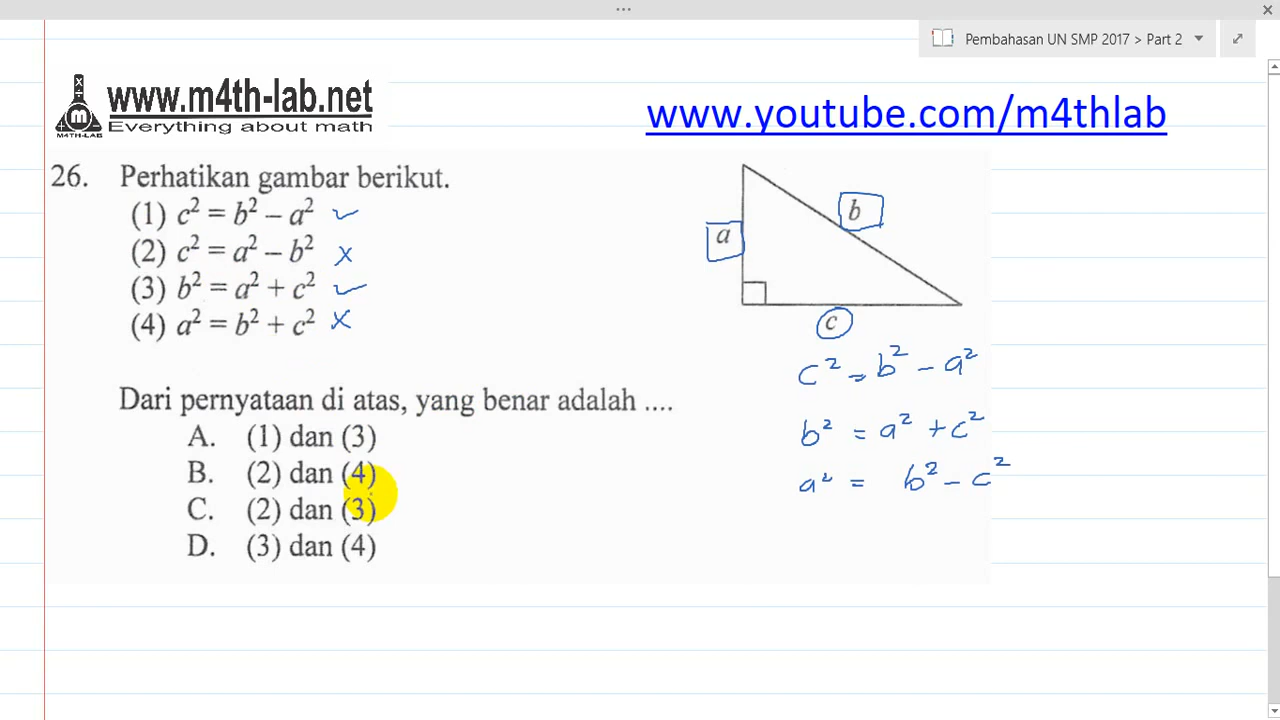 ...
Pembahasan UN SMP 2017 > Part 2
www.m4th-lab.net
Everything about math
m
M4TH-LAB
www.youtube.com/m4thlab
26. Perhatikan gambar berikut.
(1) c² = b² – a² ✓
(2) c² = a² – b² x
(3) b² = a² + c² ✓
(4) a² = b² + c² x
a
b
c
c² = b² – a²
b² = a² + c²
a² = b² – c²
Dari pernyataan di atas, yang benar adalah ....
A. (1) dan (3)
B. (2) dan (4)
C. (2) dan (3)
D. (3) dan (4)